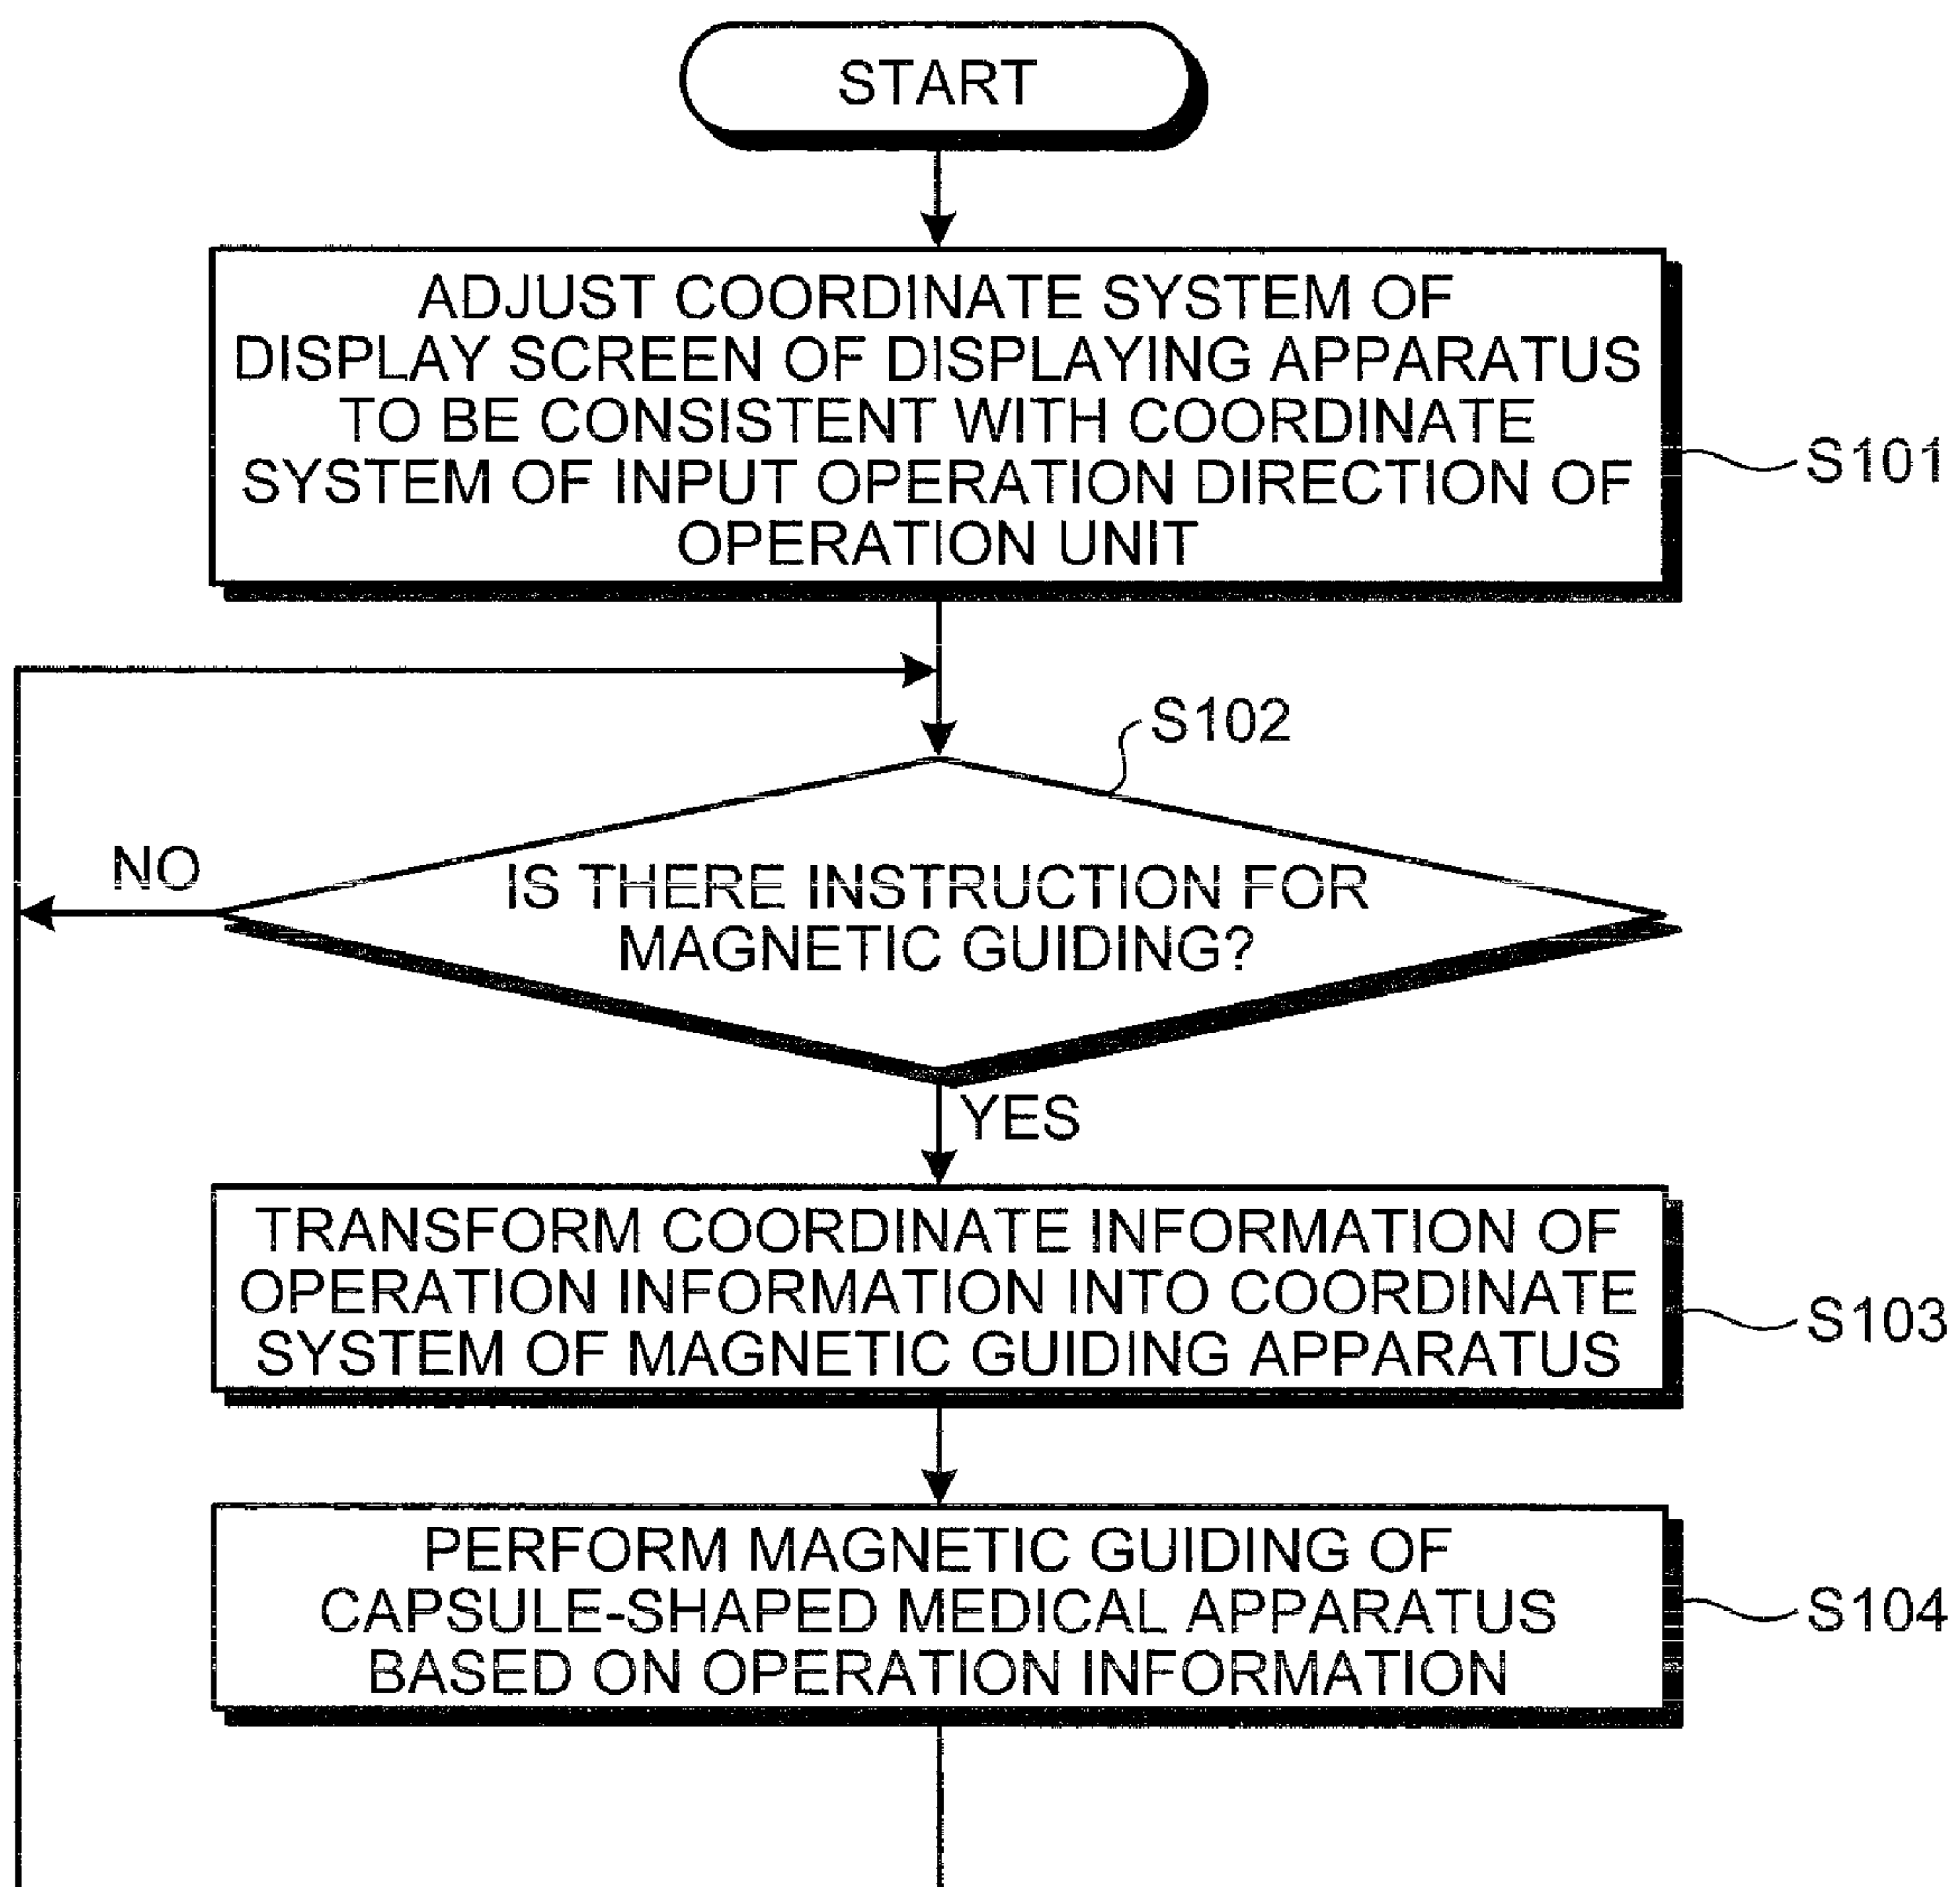 START
ADJUST COORDINATE SYSTEM OF
DISPLAY SCREEN OF DISPLAYING APPARATUS
TO BE CONSISTENT WITH COORDINATE
SYSTEM OF INPUT OPERATION DIRECTION OF
OPERATION UNIT
S101
S102
NO
IS THERE INSTRUCTION FOR
MAGNETIC GUIDING?
YES
TRANSFORM COORDINATE INFORMATION OF
OPERATION INFORMATION INTO COORDINATE
SYSTEM OF MAGNETIC GUIDING APPARATUS
S103
PERFORM MAGNETIC GUIDING OF
CAPSULE-SHAPED MEDICAL APPARATUS
BASED ON OPERATION INFORMATION
S104